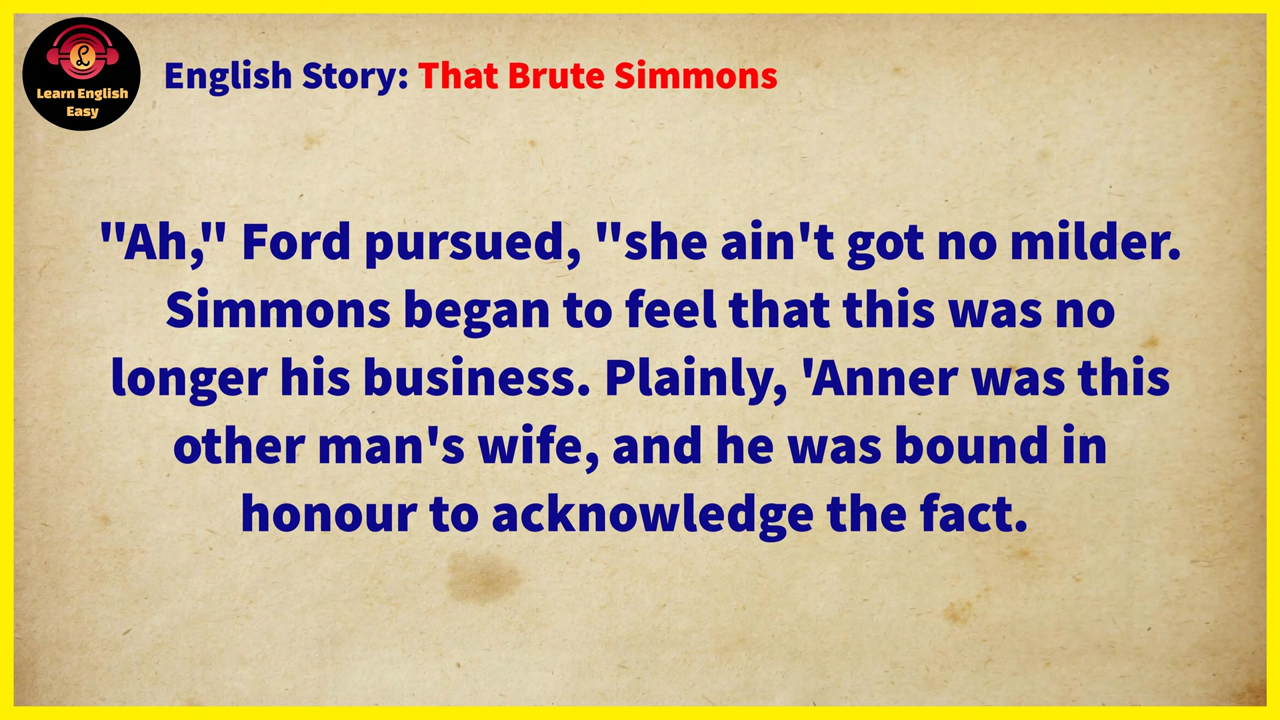 Learn English
Easy
English Story: That Brute Simmons
"Ah," Ford pursued, "she ain't got no milder.
Simmons began to feel that this was no
longer his business. Plainly, 'Anner was this
other man's wife, and he was bound in
honour to acknowledge the fact.